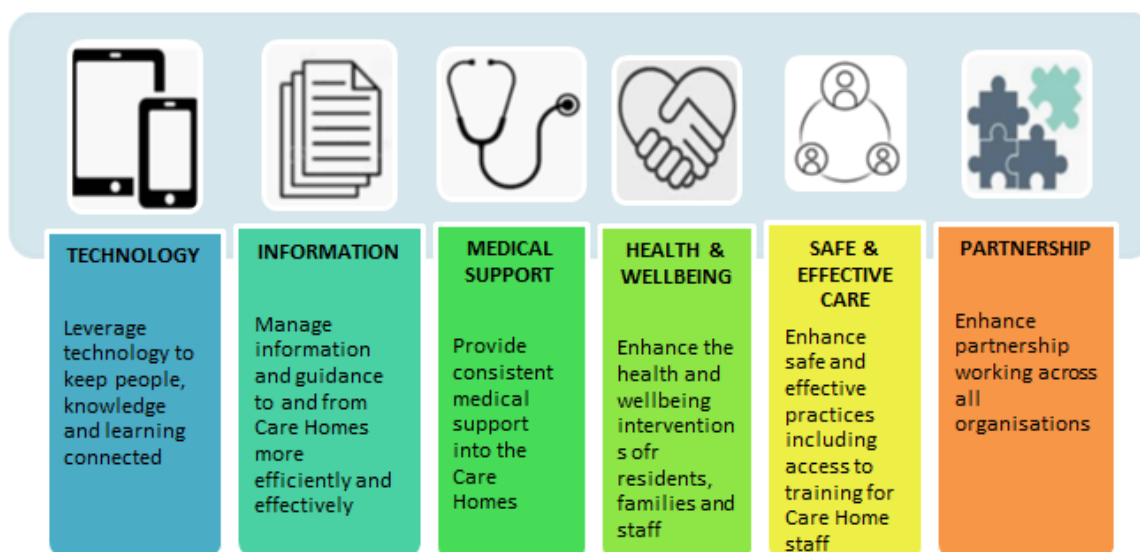 TECHNOLOGY
Leverage
technology to
keep people,
knowledge
and learning
connected
INFORMATION
Manage
information
and guidance
to and from
Care Homes
more
efficiently and
effectively
MEDICAL
SUPPORT
Provide
consistent
medical
support
into the
Care
Homes
HEALTH &
WELLBEING
Enhance the
health and
wellbeing
intervention
s ofr
residents,
families and
staff
SAFE &
EFFECTIVE
CARE
Enhance
safe and
effective
practices
including
access to
training for
Care Home
staff
PARTNERSHIP
Enhance
partnership
working across
all
organisations